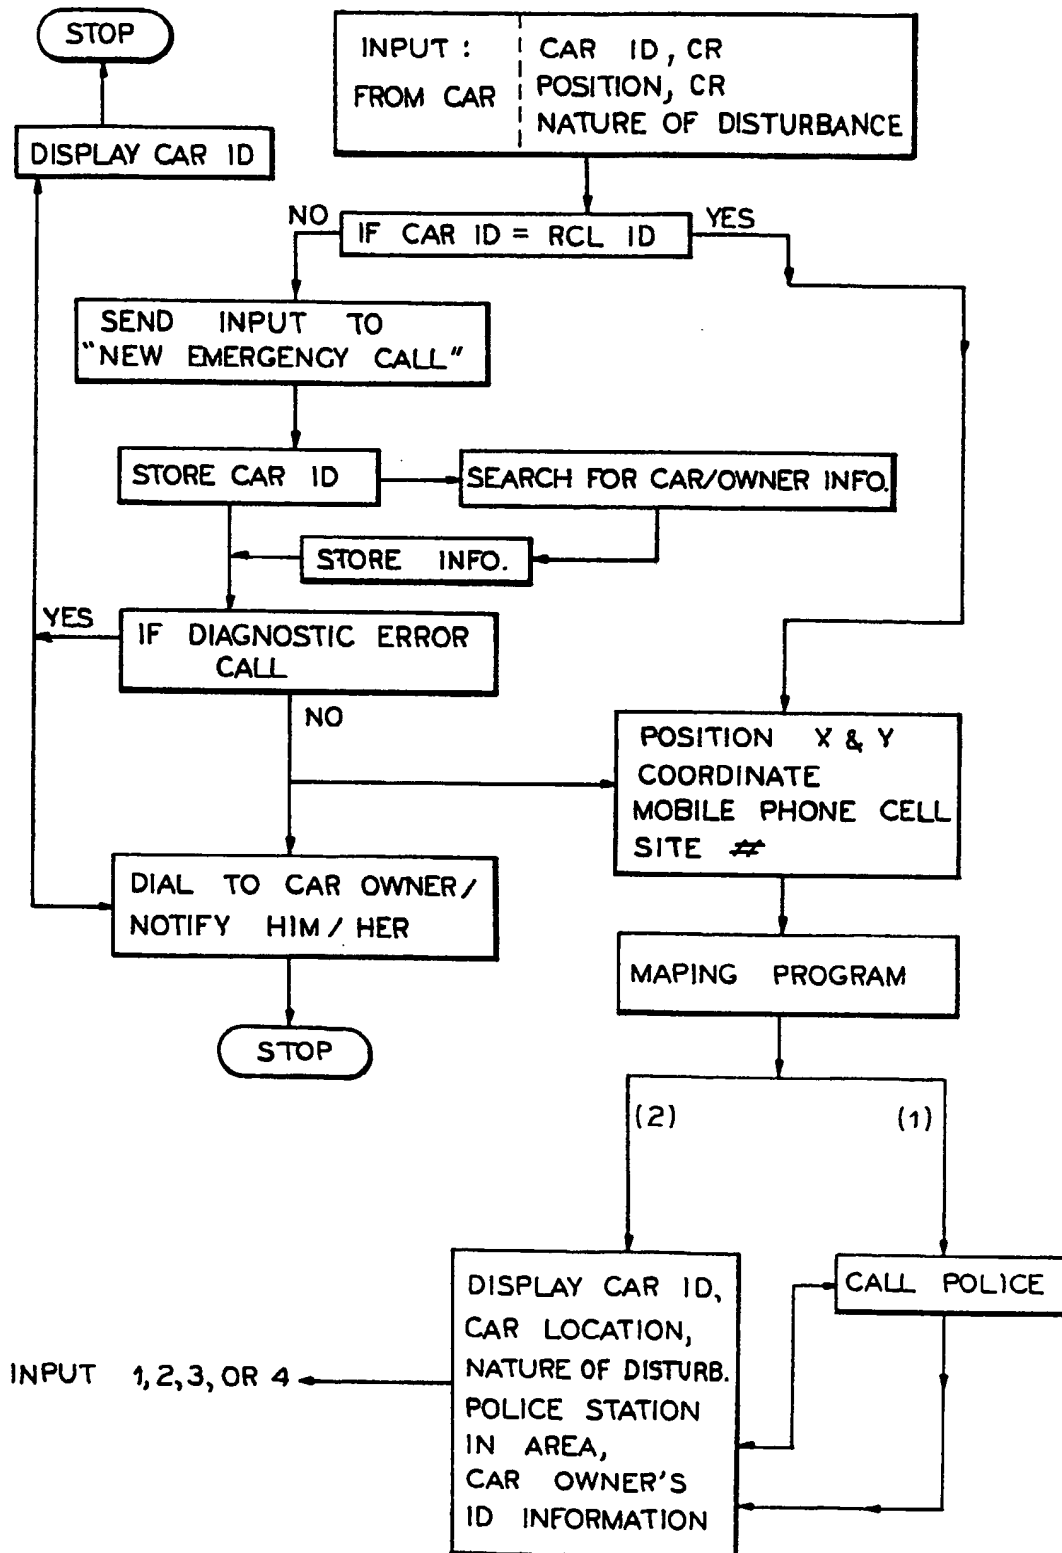 STOP
INPUT :
FROM CAR
CAR ID, CR
POSITION, CR
NATURE OF DISTURBANCE
DISPLAY CAR ID
NO
IF CAR ID = RCL ID
YES
SEND INPUT TO
"NEW EMERGENCY CALL"
STORE CAR ID
SEARCH FOR CAR/OWNER INFO.
STORE INFO.
YES
IF DIAGNOSTIC ERROR
CALL
NO
POSITION X & Y
COORDINATE
MOBILE PHONE CELL
SITE #
DIAL TO CAR OWNER/
NOTIFY HIM / HER
MAPING PROGRAM
STOP
(2)
(1)
DISPLAY CAR ID,
CAR LOCATION,
NATURE OF DISTURB.
POLICE STATION
IN AREA,
CAR OWNER'S
ID INFORMATION
CALL POLICE
INPUT 1,2,3, OR 4